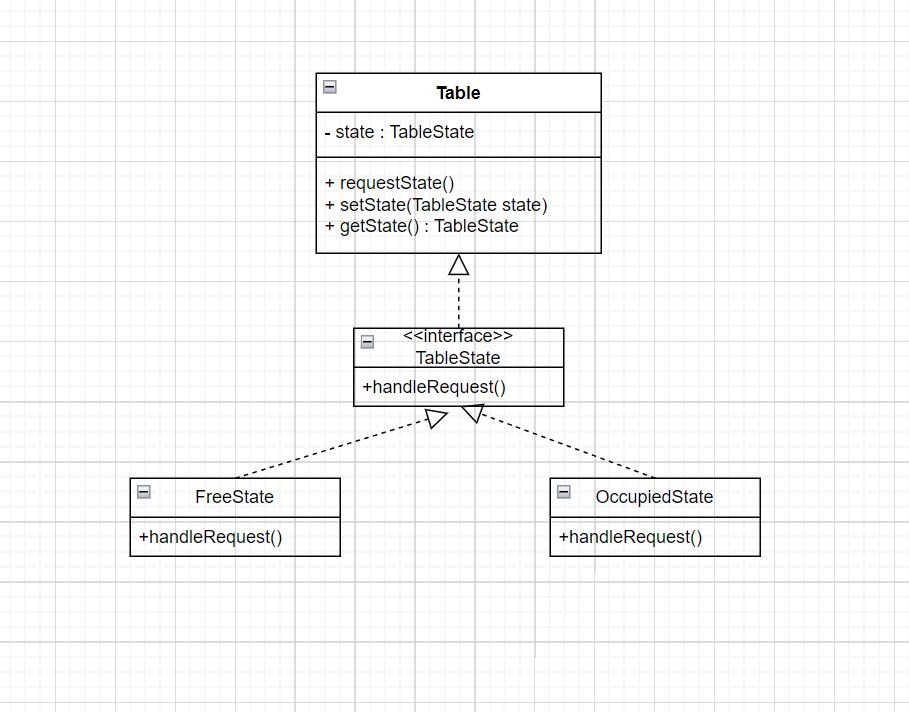 Table
- state : TableState
+ requestState()
+ setState(TableState state)
+ getState() : TableState
<<interface>>
TableState
+handleRequest()
FreeState
+handleRequest()
OccupiedState
+handleRequest()